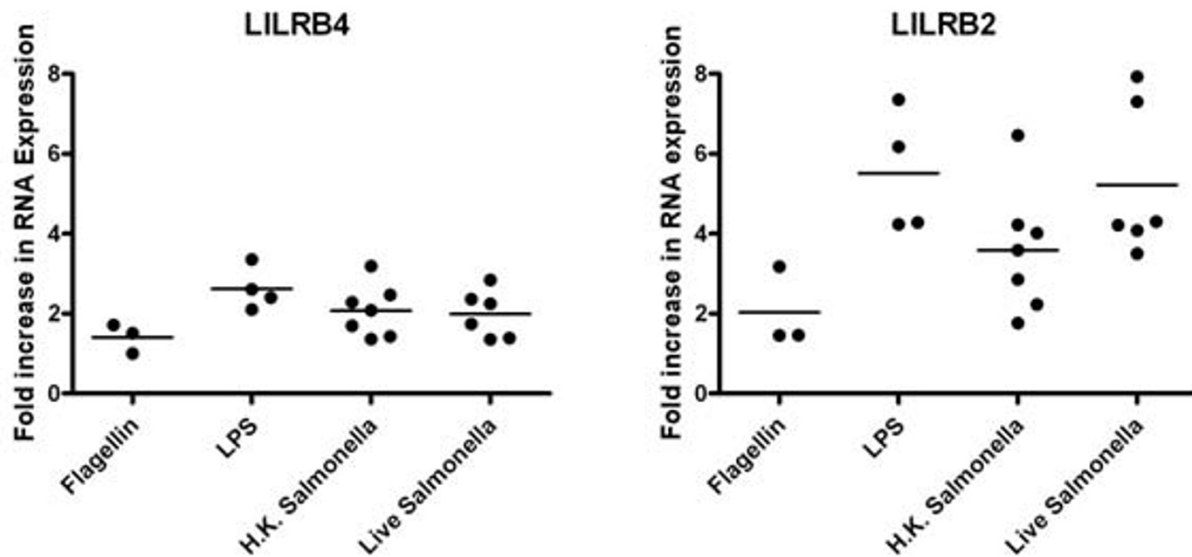 LILRB4
Fold increase in RNA Expression
8
6
4
2
0
Flagellin
LPS
H.K. Salmonella
Live Salmonella
LILRB2
Fold increase in RNA expression
8
6
4
2
0
Flagellin
LPS
H.K. Salmonella
Live Salmonella